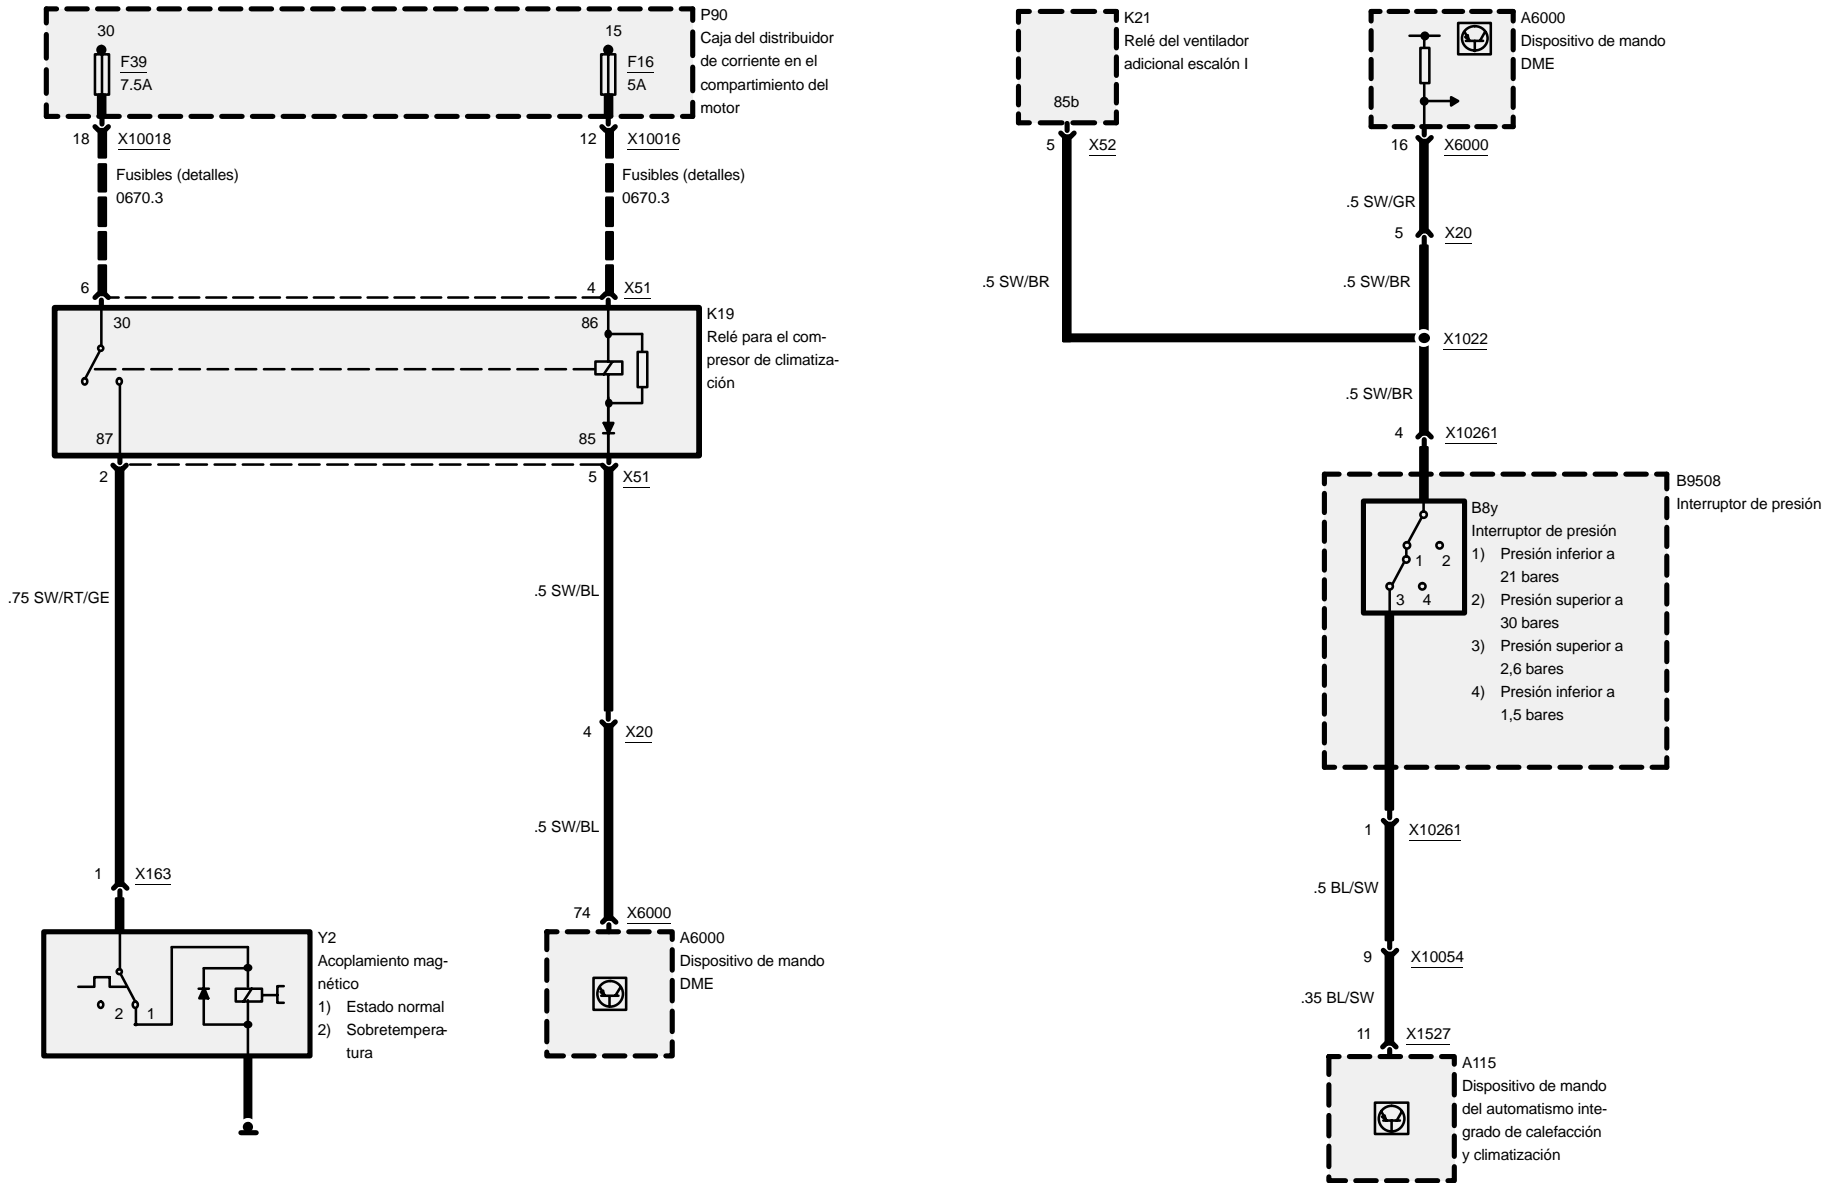 P90
Caja del distribuidor
de corriente en el
compartimiento del
motor
30
F39
7.5A
15
F16
5A
18
X10018
12
X10016
Fusibles (detalles)
0670.3
Fusibles (detalles)
0670.3
6
4
X51
30
86
K19
Relé para el com-
presor de climatiza-
ción
87
85
2
5
X51
.75 SW/RT/GE
.5 SW/BL
4
X20
.5 SW/BL
1
X163
74
X6000
Y2
Acoplamiento mag-
nético
1) Estado normal
2) Sobretempera-
tura
2
1
A6000
Dispositivo de mando
DME
K21
Relé del ventilador
adicional escalón I
85b
5
X52
A6000
Dispositivo de mando
DME
16
X6000
.5 SW/GR
5
X20
.5 SW/BR
.5 SW/BR
X1022
.5 SW/BR
4
X10261
B9508
Interruptor de presión
B8y
Interruptor de presión
1) Presión inferior a
21 bares
2) Presión superior a
30 bares
3) Presión superior a
2,6 bares
4) Presión inferior a
1,5 bares
1
2
3
4
1
X10261
.5 BL/SW
9
X10054
.35 BL/SW
11
X1527
A115
Dispositivo de mando
del automatismo inte-
grado de calefacción
y climatización